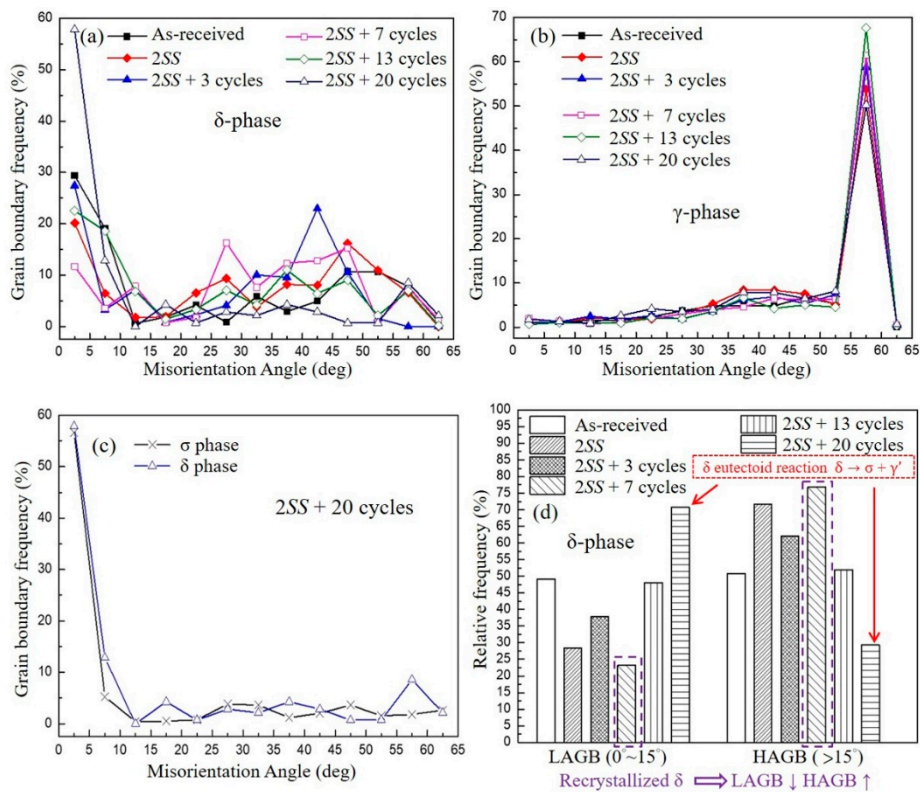 (a)
As-received
2SS
2SS + 3 cycles
2SS + 7 cycles
2SS + 13 cycles
2SS + 20 cycles
δ-phase
Grain boundary frequency (%)
60
50
40
30
20
10
0
0 5 10 15 20 25 30 35 40 45 50 55 60 65
Misorientation Angle (deg)
(b)
As-received
2SS
2SS + 3 cycles
2SS + 7 cycles
2SS + 13 cycles
2SS + 20 cycles
γ-phase
Grain boundary frequency (%)
70
60
50
40
30
20
10
0
0 5 10 15 20 25 30 35 40 45 50 55 60 65
Misorientation Angle (deg)
(c)
σ phase
δ phase
2SS + 20 cycles
Grain boundary frequency (%)
60
50
40
30
20
10
0
0 5 10 15 20 25 30 35 40 45 50 55 60 65
Misorientation Angle (deg)
As-received
2SS
2SS + 3 cycles
2SS + 7 cycles
2SS + 13 cycles
2SS + 20 cycles
δ eutectoid reaction δ → σ + γ'
(d)
δ-phase
Relative frequency (%)
100
95
90
85
80
75
70
65
60
55
50
45
40
35
30
25
20
15
10
5
0
LAGB (0°~15°) HAGB ( >15°)
Recrystallized δ ⇒ LAGB ↓ HAGB ↑